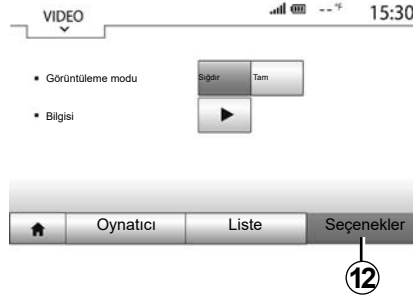 VIDEO
--°F
15:30
Görüntüleme modu
Sığdır
Tam
Bilgisi
Oynatıcı
Liste
Seçenekler
12